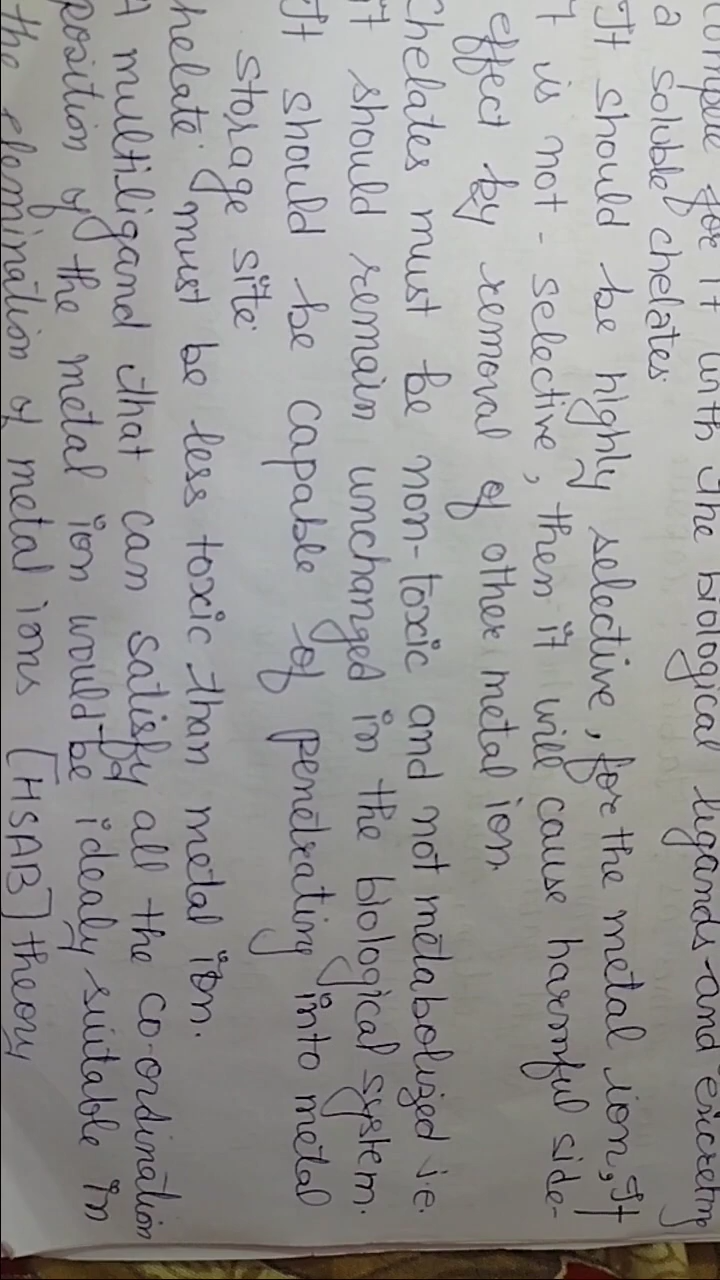 for it with the biological ligands and excreting
a soluble chelates.
It should be highly selective, for the metal ion, If
is not - selective, then it will cause harmful side-
effect by removal of other metal ion.
chelates must be non-toxic and not metabolized i.e.
it should remain unchanged in the biological system.
It should be capable of penetrating into metal
storage site.
helate must be less toxic than metal ion.
A multiligand that can satisfy all the co-ordination
position of the metal ion would be idealy suitable in
the elemination of metal ions [HSAB] theory